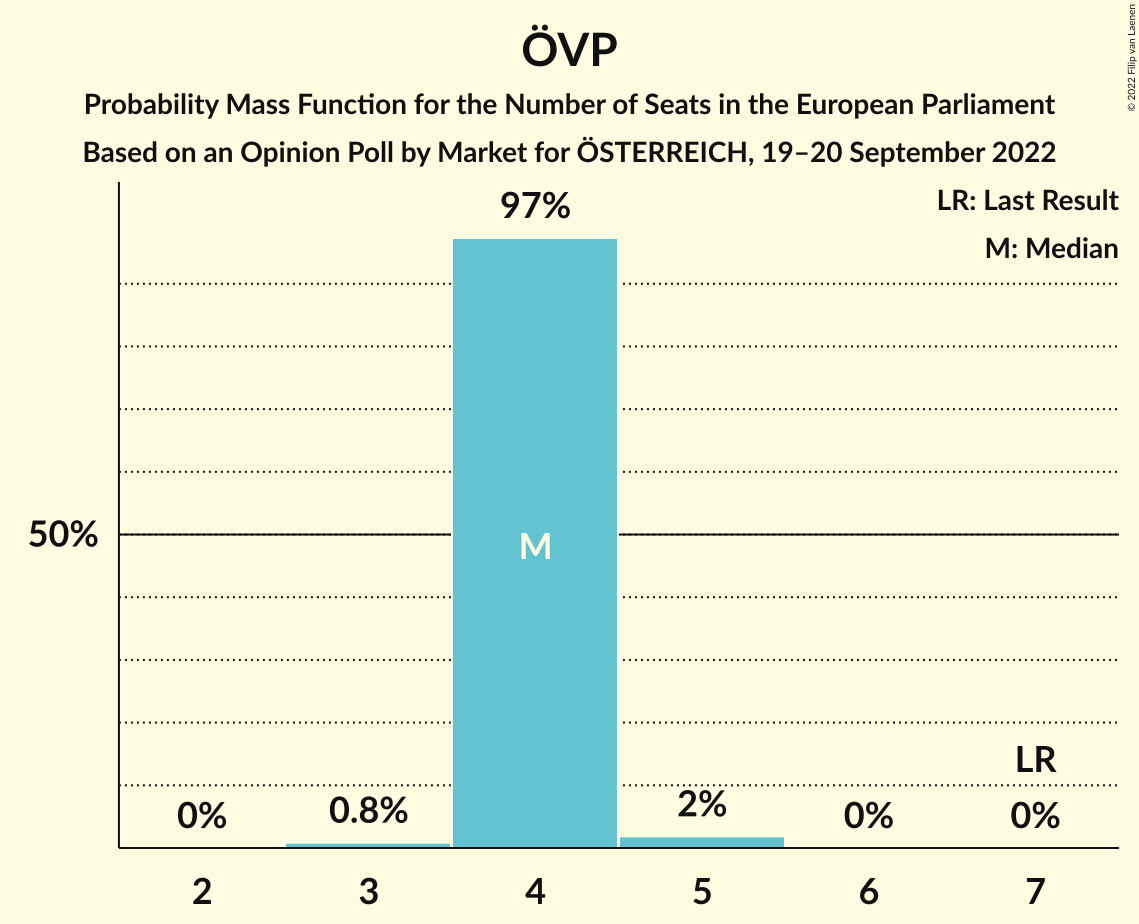 ÖVP
Probability Mass Function for the Number of Seats in the European Parliament
Based on an Opinion Poll by Market for ÖSTERREICH, 19–20 September 2022
© 2022 Filip van Laenen
LR: Last Result
M: Median
97%
50%
M
LR
0%
0.8%
2%
0%
0%
2 3 4 5 6 7